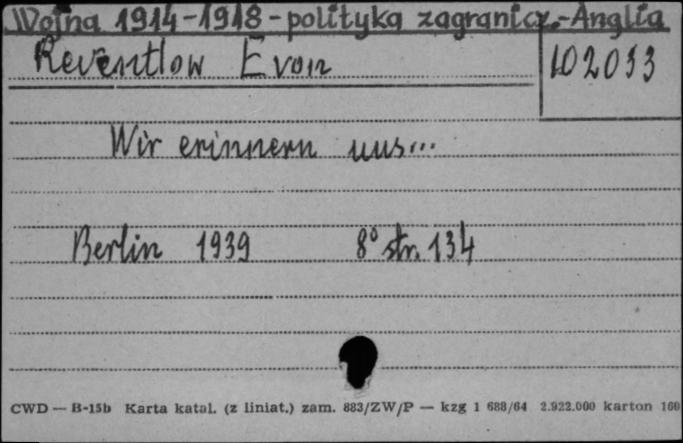 Wojna 1914-1918 - polityka zagranicz.-Anglia
Reventlow E von
102033
Wir erinnern uns...
Berlin 1939 8° str. 134
CWD — B-15b Karta katal. (z liniat.) zam. 883/ZW/P — kzg 1 688/64 2.922.000 karton 160